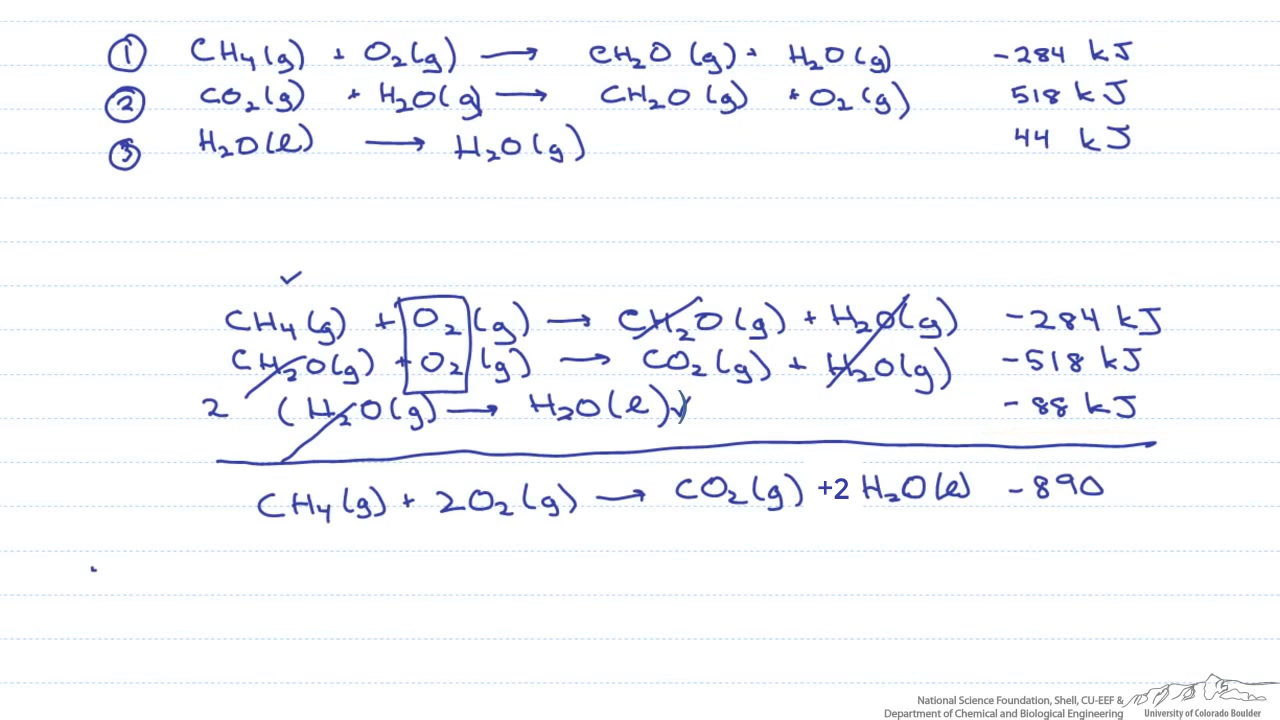 ① CH₄(g) + O₂(g) ⟶ CH₂O (g) + H₂O(g) -284 kJ
② CO₂(g) + H₂O(g) ⟶ CH₂O (g) + O₂(g) 518 kJ
③ H₂O(l) ⟶ H₂O(g) 44 kJ
✓
CH₄(g) + O₂(g) ⟶ CH₂O(g) + H₂O(g) -284 kJ
CH₂O(g) + O₂(g) ⟶ CO₂(g) + H₂O(g) -518 kJ
2 (H₂O(g) ⟶ H₂O(l)) -88 kJ
CH₄(g) + 2O₂(g) ⟶ CO₂(g) +2 H₂O(l) -890
National Science Foundation, Shell, CU-EEF &
Department of Chemical and Biological Engineering
University of Colorado Boulder